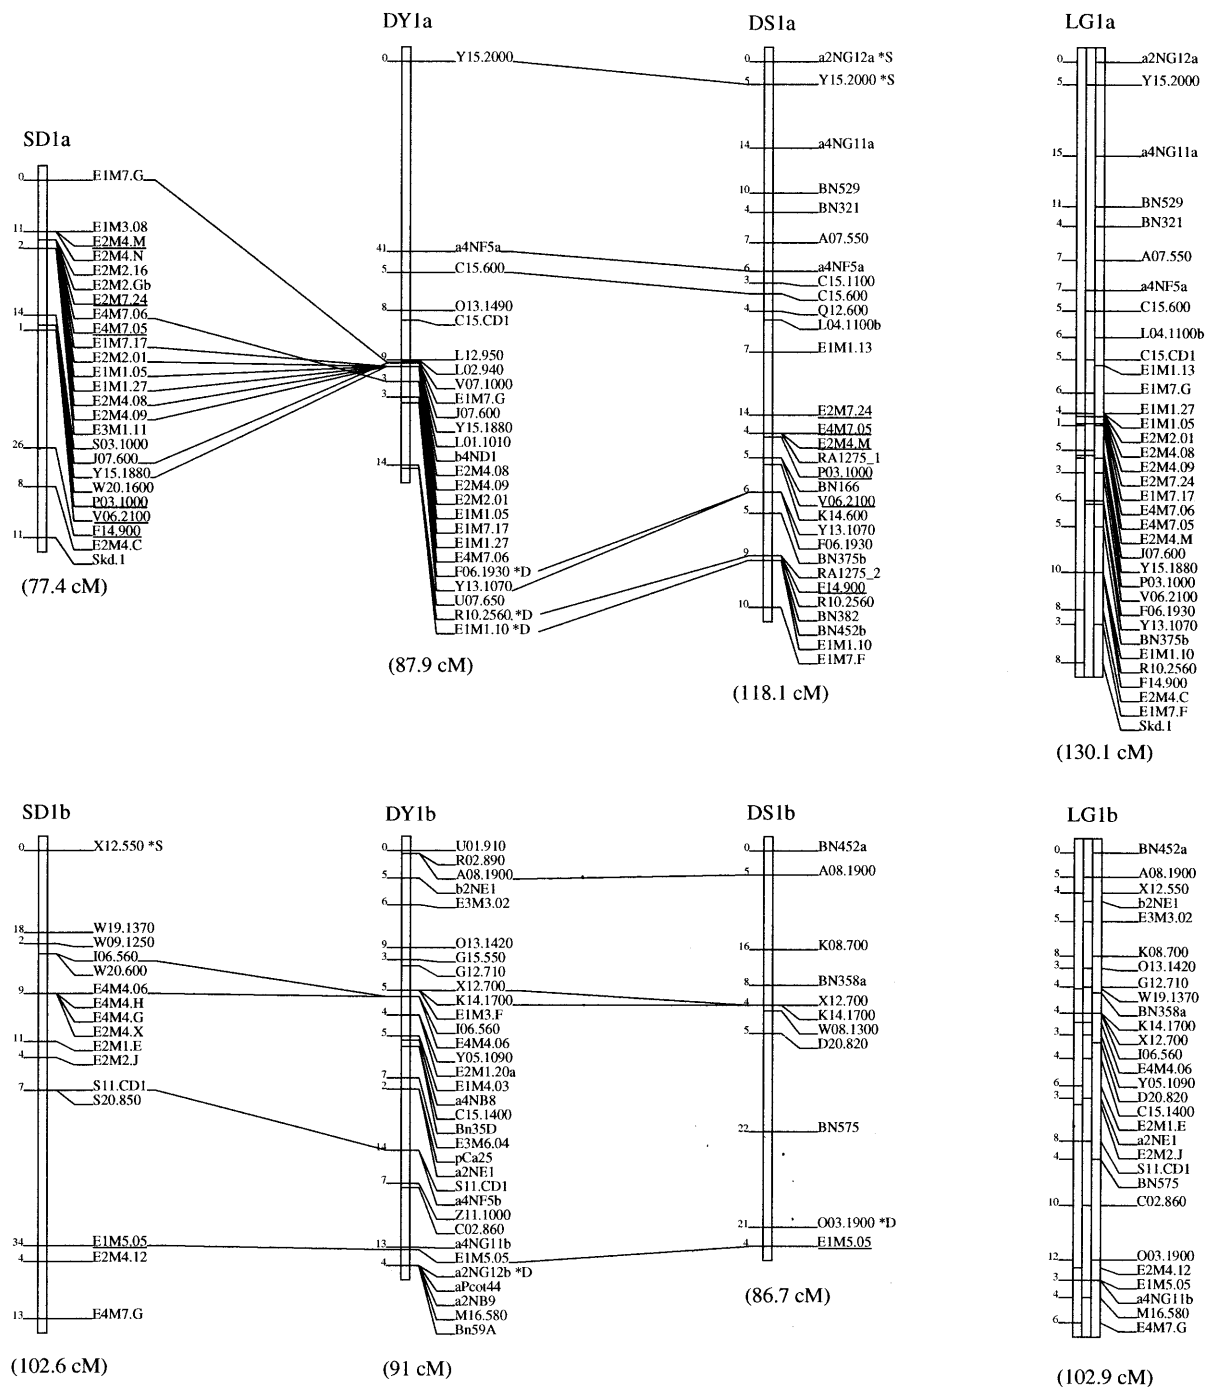 SD1a
0 E1M7.G
11 E1M3.08
E2M4.M
2 E2M4.N
E2M2.16
E2M2.Gb
E2M7.24
14 E4M7.06
E4M7.05
1 E1M7.17
E2M2.01
E1M1.05
E1M1.27
E2M4.08
E2M4.09
E3M1.11
26 S03.1000
J07.600
Y15.1880
8 W20.1600
P03.1000
V06.2100
F14.900
11 E2M4.C
Skd.1
(77.4 cM)
DY1a
0 Y15.2000
41 a4NF5a
5 C15.600
8 O13.1490
C15.CD1
9 L12.950
L02.940
3 V07.1000
E1M7.G
3 J07.600
Y15.1880
L01.1010
b4ND1
14 E2M4.08
E2M4.09
E2M2.01
E1M1.05
E1M7.17
E1M1.27
E4M7.06
F06.1930 *D
Y13.1070
U07.650
R10.2560 *D
E1M1.10 *D
(87.9 cM)
DS1a
0 a2NG12a *S
5 Y15.2000 *S
14 a4NG11a
10 BN529
4 BN321
7 A07.550
6 a4NF5a
3 C15.1100
C15.600
4 Q12.600
L04.1100b
7 E1M1.13
14 E2M7.24
4 E4M7.05
E2M4.M
5 RA1275_1
P03.1000
BN166
6 V06.2100
K14.600
5 Y13.1070
F06.1930
9 BN375b
RA1275_2
F14.900
R10.2560
10 BN382
BN452b
E1M1.10
E1M7.F
(118.1 cM)
LG1a
0 a2NG12a
5 Y15.2000
15 a4NG11a
11 BN529
4 BN321
7 A07.550
7 a4NF5a
5 C15.600
6 L04.1100b
5 C15.CD1
E1M1.13
6 E1M7.G
4 E1M1.27
1 E1M1.05
E2M2.01
5 E2M4.08
3 E2M4.09
E2M7.24
6 E1M7.17
E4M7.06
5 E4M7.05
E2M4.M
J07.600
10 Y15.1880
P03.1000
V06.2100
8 F06.1930
3 Y13.1070
BN375b
8 E1M1.10
R10.2560
F14.900
E2M4.C
E1M7.F
Skd.1
(130.1 cM)
SD1b
0 X12.550 *S
18 W19.1370
2 W09.1250
I06.560
W20.600
9 E4M4.06
E4M4.H
E4M4.G
E2M4.X
11 E2M1.E
4 E2M2.J
7 S11.CD1
S20.850
34 E1M5.05
4 E2M4.12
13 E4M7.G
(102.6 cM)
DY1b
0 U01.910
R02.890
5 A08.1900
b2NE1
6 E3M3.02
9 O13.1420
3 G15.550
G12.710
5 X12.700
K14.1700
4 E1M3.F
I06.560
5 E4M4.06
Y05.1090
7 E2M1.20a
2 E1M4.03
a4NB8
C15.1400
Bn35D
14 E3M6.04
pCa25
a2NE1
7 S11.CD1
a4NF5b
Z11.1000
C02.860
13 a4NG11b
E1M5.05
4 a2NG12b *D
aPcot44
a2NB9
M16.580
Bn59A
(91 cM)
DS1b
0 BN452a
5 A08.1900
16 K08.700
8 BN358a
4 X12.700
K14.1700
W08.1300
5 D20.820
22 BN575
21 O03.1900 *D
4 E1M5.05
(86.7 cM)
LG1b
0 BN452a
5 A08.1900
4 X12.550
b2NE1
5 E3M3.02
8 K08.700
3 O13.1420
4 G12.710
W19.1370
4 BN358a
K14.1700
3 X12.700
4 I06.560
E4M4.06
6 Y05.1090
3 D20.820
C15.1400
E2M1.E
8 a2NE1
4 E2M2.J
S11.CD1
BN575
10 C02.860
12 O03.1900
E2M4.12
3 E1M5.05
4 a4NG11b
M16.580
6 E4M7.G
(102.9 cM)